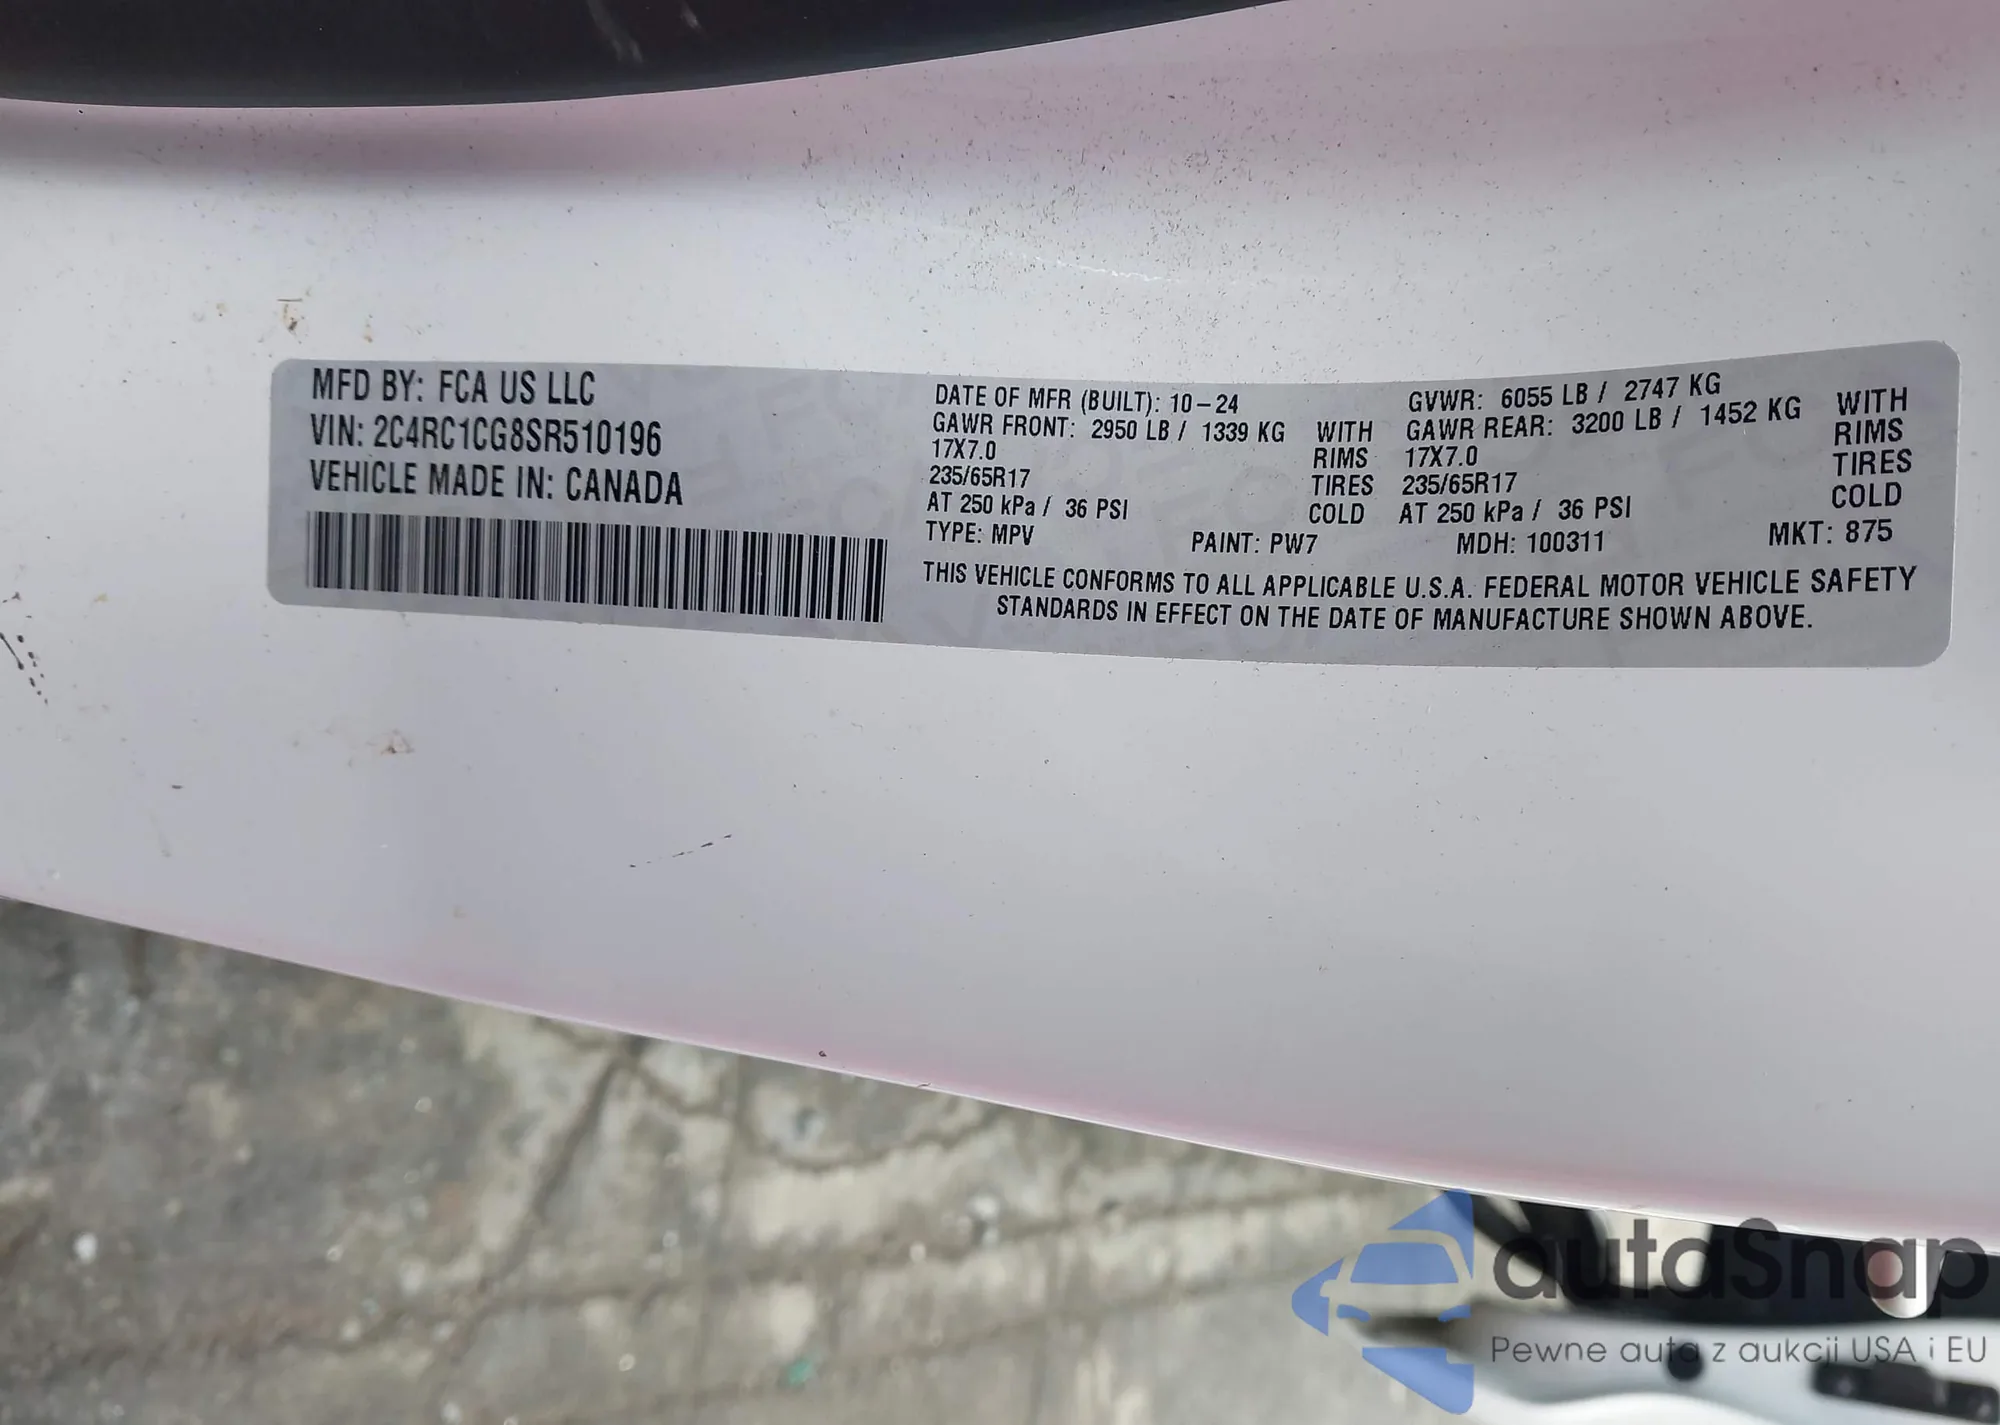 MFD BY: FCA US LLC
VIN: 2C4RC1CG8SR510196
VEHICLE MADE IN: CANADA
DATE OF MFR (BUILT): 10-24
GAWR FRONT: 2950 LB / 1339 KG WITH
17X7.0 RIMS
235/65R17 TIRES
AT 250 kPa / 36 PSI COLD
GVWR: 6055 LB / 2747 KG
GAWR REAR: 3200 LB / 1452 KG WITH
17X7.0 RIMS
235/65R17 TIRES
AT 250 kPa / 36 PSI COLD
TYPE: MPV PAINT: PW7 MDH: 100311 MKT: 875
THIS VEHICLE CONFORMS TO ALL APPLICABLE U.S.A. FEDERAL MOTOR VEHICLE SAFETY
STANDARDS IN EFFECT ON THE DATE OF MANUFACTURE SHOWN ABOVE.
autaSnap
Pewne auta z aukcji USA i EU